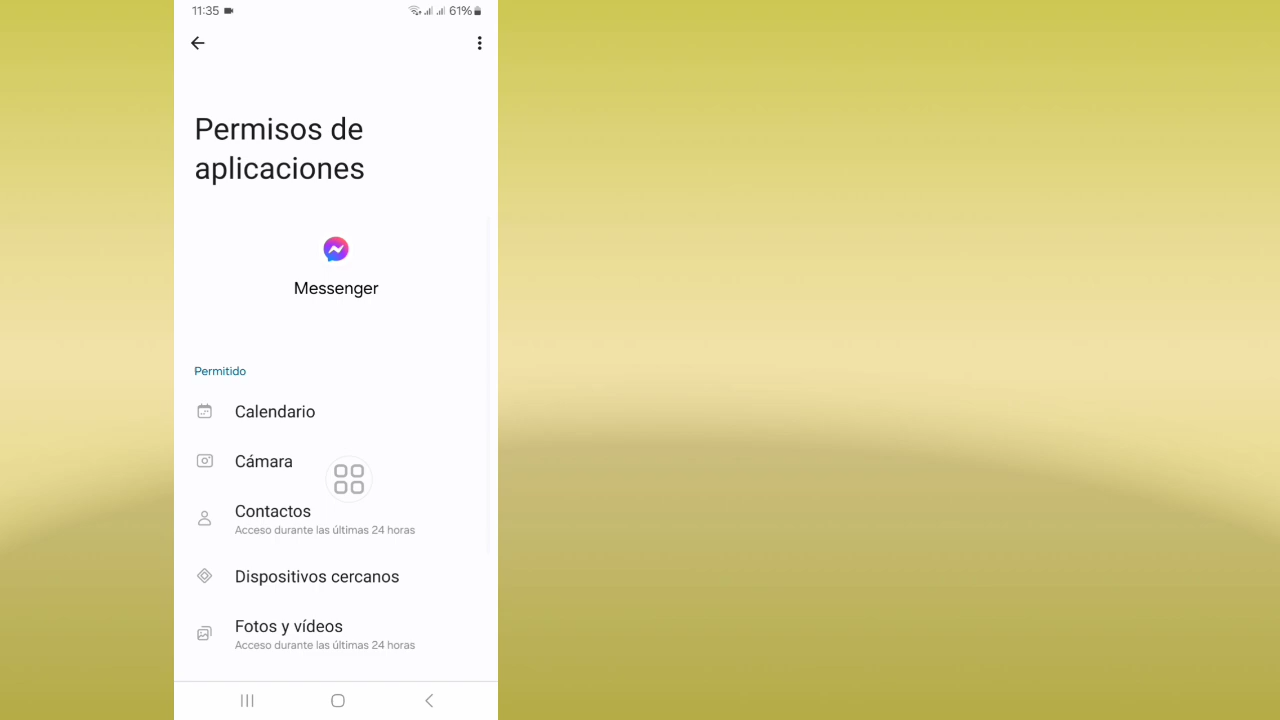 11:35
61%
Permisos de
aplicaciones
Messenger
Permitido
Calendario
Cámara
Contactos
Acceso durante las últimas 24 horas
Dispositivos cercanos
Fotos y vídeos
Acceso durante las últimas 24 horas